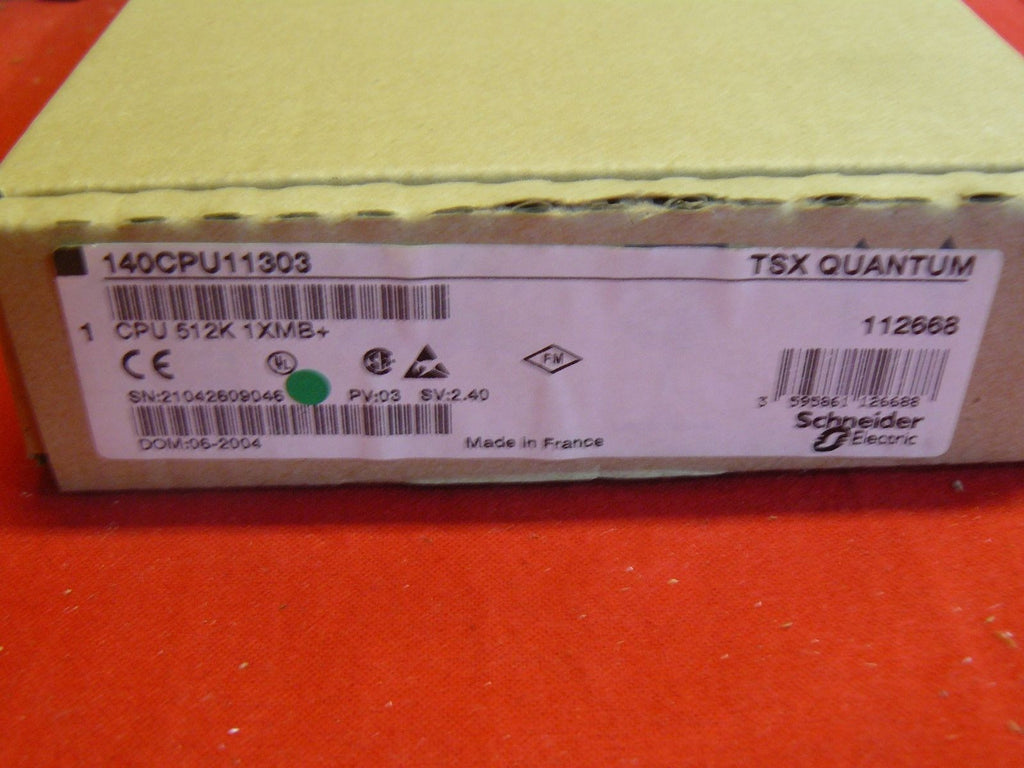 140CPU11303
TSX QUANTUM
1 CPU 512K 1XMB+
112668
CE
UL
FM
SN:21042609046 PV:03 SV:2.40
3 595861 126688
DOM:06-2004
Made in France
Schneider
Electric